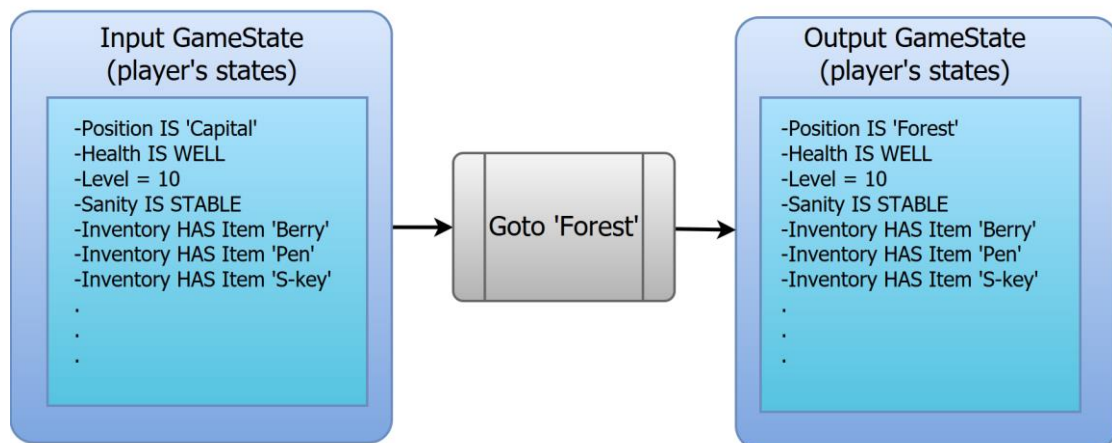 Input GameState
(player's states)
-Position IS 'Capital'
-Health IS WELL
-Level = 10
-Sanity IS STABLE
-Inventory HAS Item 'Berry'
-Inventory HAS Item 'Pen'
-Inventory HAS Item 'S-key'
.
.
.
Goto 'Forest'
Output GameState
(player's states)
-Position IS 'Forest'
-Health IS WELL
-Level = 10
-Sanity IS STABLE
-Inventory HAS Item 'Berry'
-Inventory HAS Item 'Pen'
-Inventory HAS Item 'S-key'
.
.
.